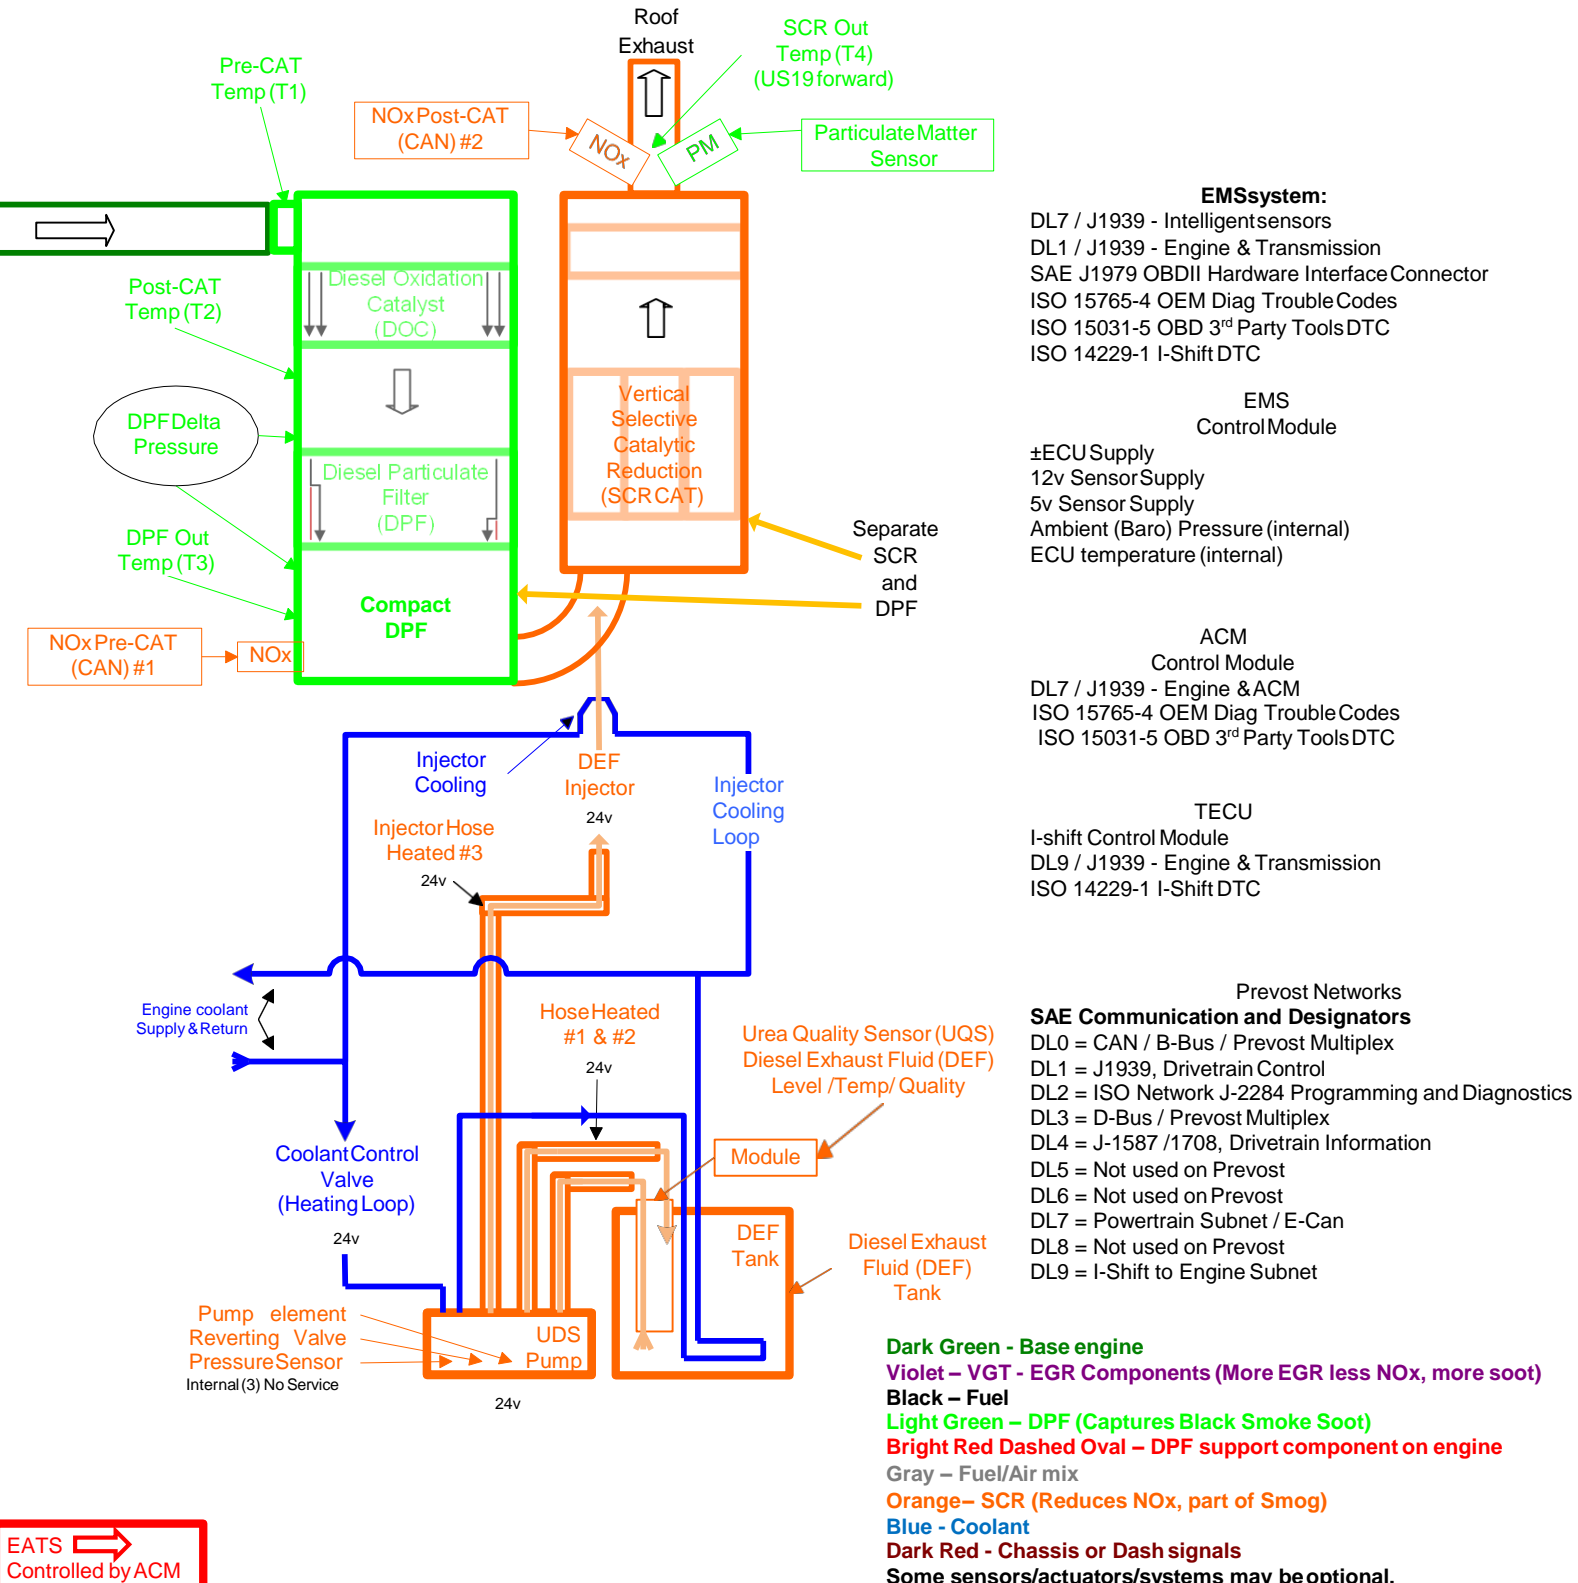 Roof
Exhaust
SCR Out
Temp (T4)
(US19 forward)
Pre-CAT
Temp (T1)
NOx Post-CAT
(CAN) #2
NOx
PM
Particulate Matter
Sensor
Post-CAT
Temp (T2)
Diesel Oxidation
Catalyst
(DOC)
DPF Delta
Pressure
Diesel Particulate
Filter
(DPF)
Vertical
Selective
Catalytic
Reduction
(SCR CAT)
DPF Out
Temp (T3)
Compact
DPF
Separate
SCR
and
DPF
NOx Pre-CAT
(CAN) #1
NOx
Injector
Cooling
DEF
Injector
24v
Injector
Cooling
Loop
Injector Hose
Heated #3
24v
Engine coolant
Supply & Return
Hose Heated
#1 & #2
24v
Urea Quality Sensor (UQS)
Diesel Exhaust Fluid (DEF)
Level /Temp/ Quality
Coolant Control
Valve
(Heating Loop)
24v
Module
DEF
Tank
Diesel Exhaust
Fluid (DEF)
Tank
Pump element
Reverting Valve
Pressure Sensor
Internal (3) No Service
UDS
Pump
24v
EATS
Controlled by ACM
EMS system:
DL7 / J1939 - Intelligent sensors
DL1 / J1939 - Engine & Transmission
SAE J1979 OBDII Hardware Interface Connector
ISO 15765-4 OEM Diag Trouble Codes
ISO 15031-5 OBD 3rd Party Tools DTC
ISO 14229-1 I-Shift DTC
EMS
Control Module
±ECU Supply
12v Sensor Supply
5v Sensor Supply
Ambient (Baro) Pressure (internal)
ECU temperature (internal)
ACM
Control Module
DL7 / J1939 - Engine & ACM
ISO 15765-4 OEM Diag Trouble Codes
ISO 15031-5 OBD 3rd Party Tools DTC
TECU
I-shift Control Module
DL9 / J1939 - Engine & Transmission
ISO 14229-1 I-Shift DTC
Prevost Networks
SAE Communication and Designators
DL0 = CAN / B-Bus / Prevost Multiplex
DL1 = J1939, Drivetrain Control
DL2 = ISO Network J-2284 Programming and Diagnostics
DL3 = D-Bus / Prevost Multiplex
DL4 = J-1587 /1708, Drivetrain Information
DL5 = Not used on Prevost
DL6 = Not used on Prevost
DL7 = Powertrain Subnet / E-Can
DL8 = Not used on Prevost
DL9 = I-Shift to Engine Subnet
Dark Green - Base engine
Violet – VGT - EGR Components (More EGR less NOx, more soot)
Black – Fuel
Light Green – DPF (Captures Black Smoke Soot)
Bright Red Dashed Oval – DPF support component on engine
Gray – Fuel/Air mix
Orange– SCR (Reduces NOx, part of Smog)
Blue - Coolant
Dark Red - Chassis or Dash signals
Some sensors/actuators/systems may be optional.